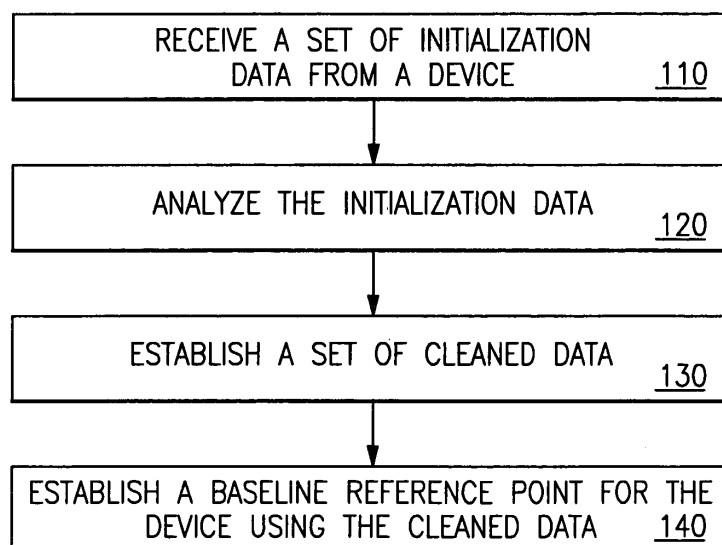 RECEIVE A SET OF INITIALIZATION
DATA FROM A DEVICE
110
ANALYZE THE INITIALIZATION DATA
120
ESTABLISH A SET OF CLEANED DATA
130
ESTABLISH A BASELINE REFERENCE POINT FOR THE
DEVICE USING THE CLEANED DATA
140